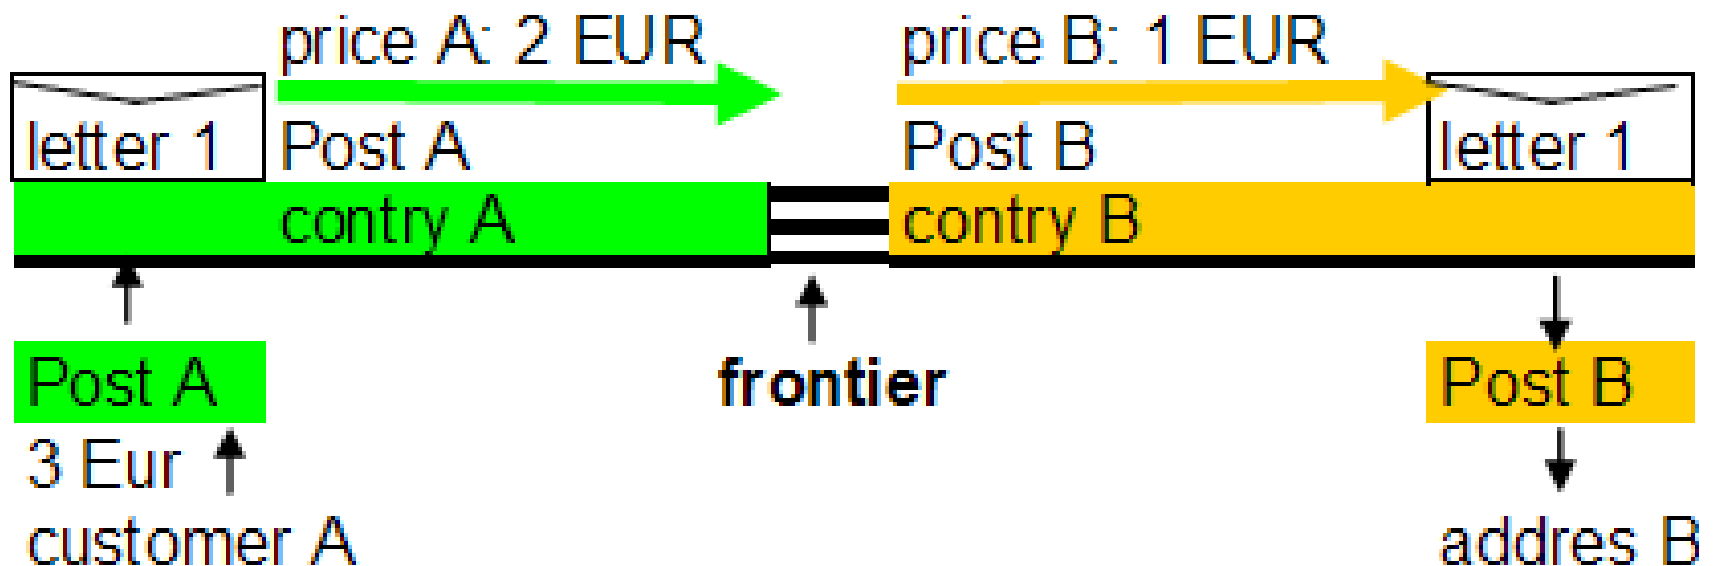 price A: 2 EUR
price B: 1 EUR
letter 1
Post A
Post B
letter 1
contry A
contry B
Post A
frontier
Post B
3 Eur
customer A
addres B